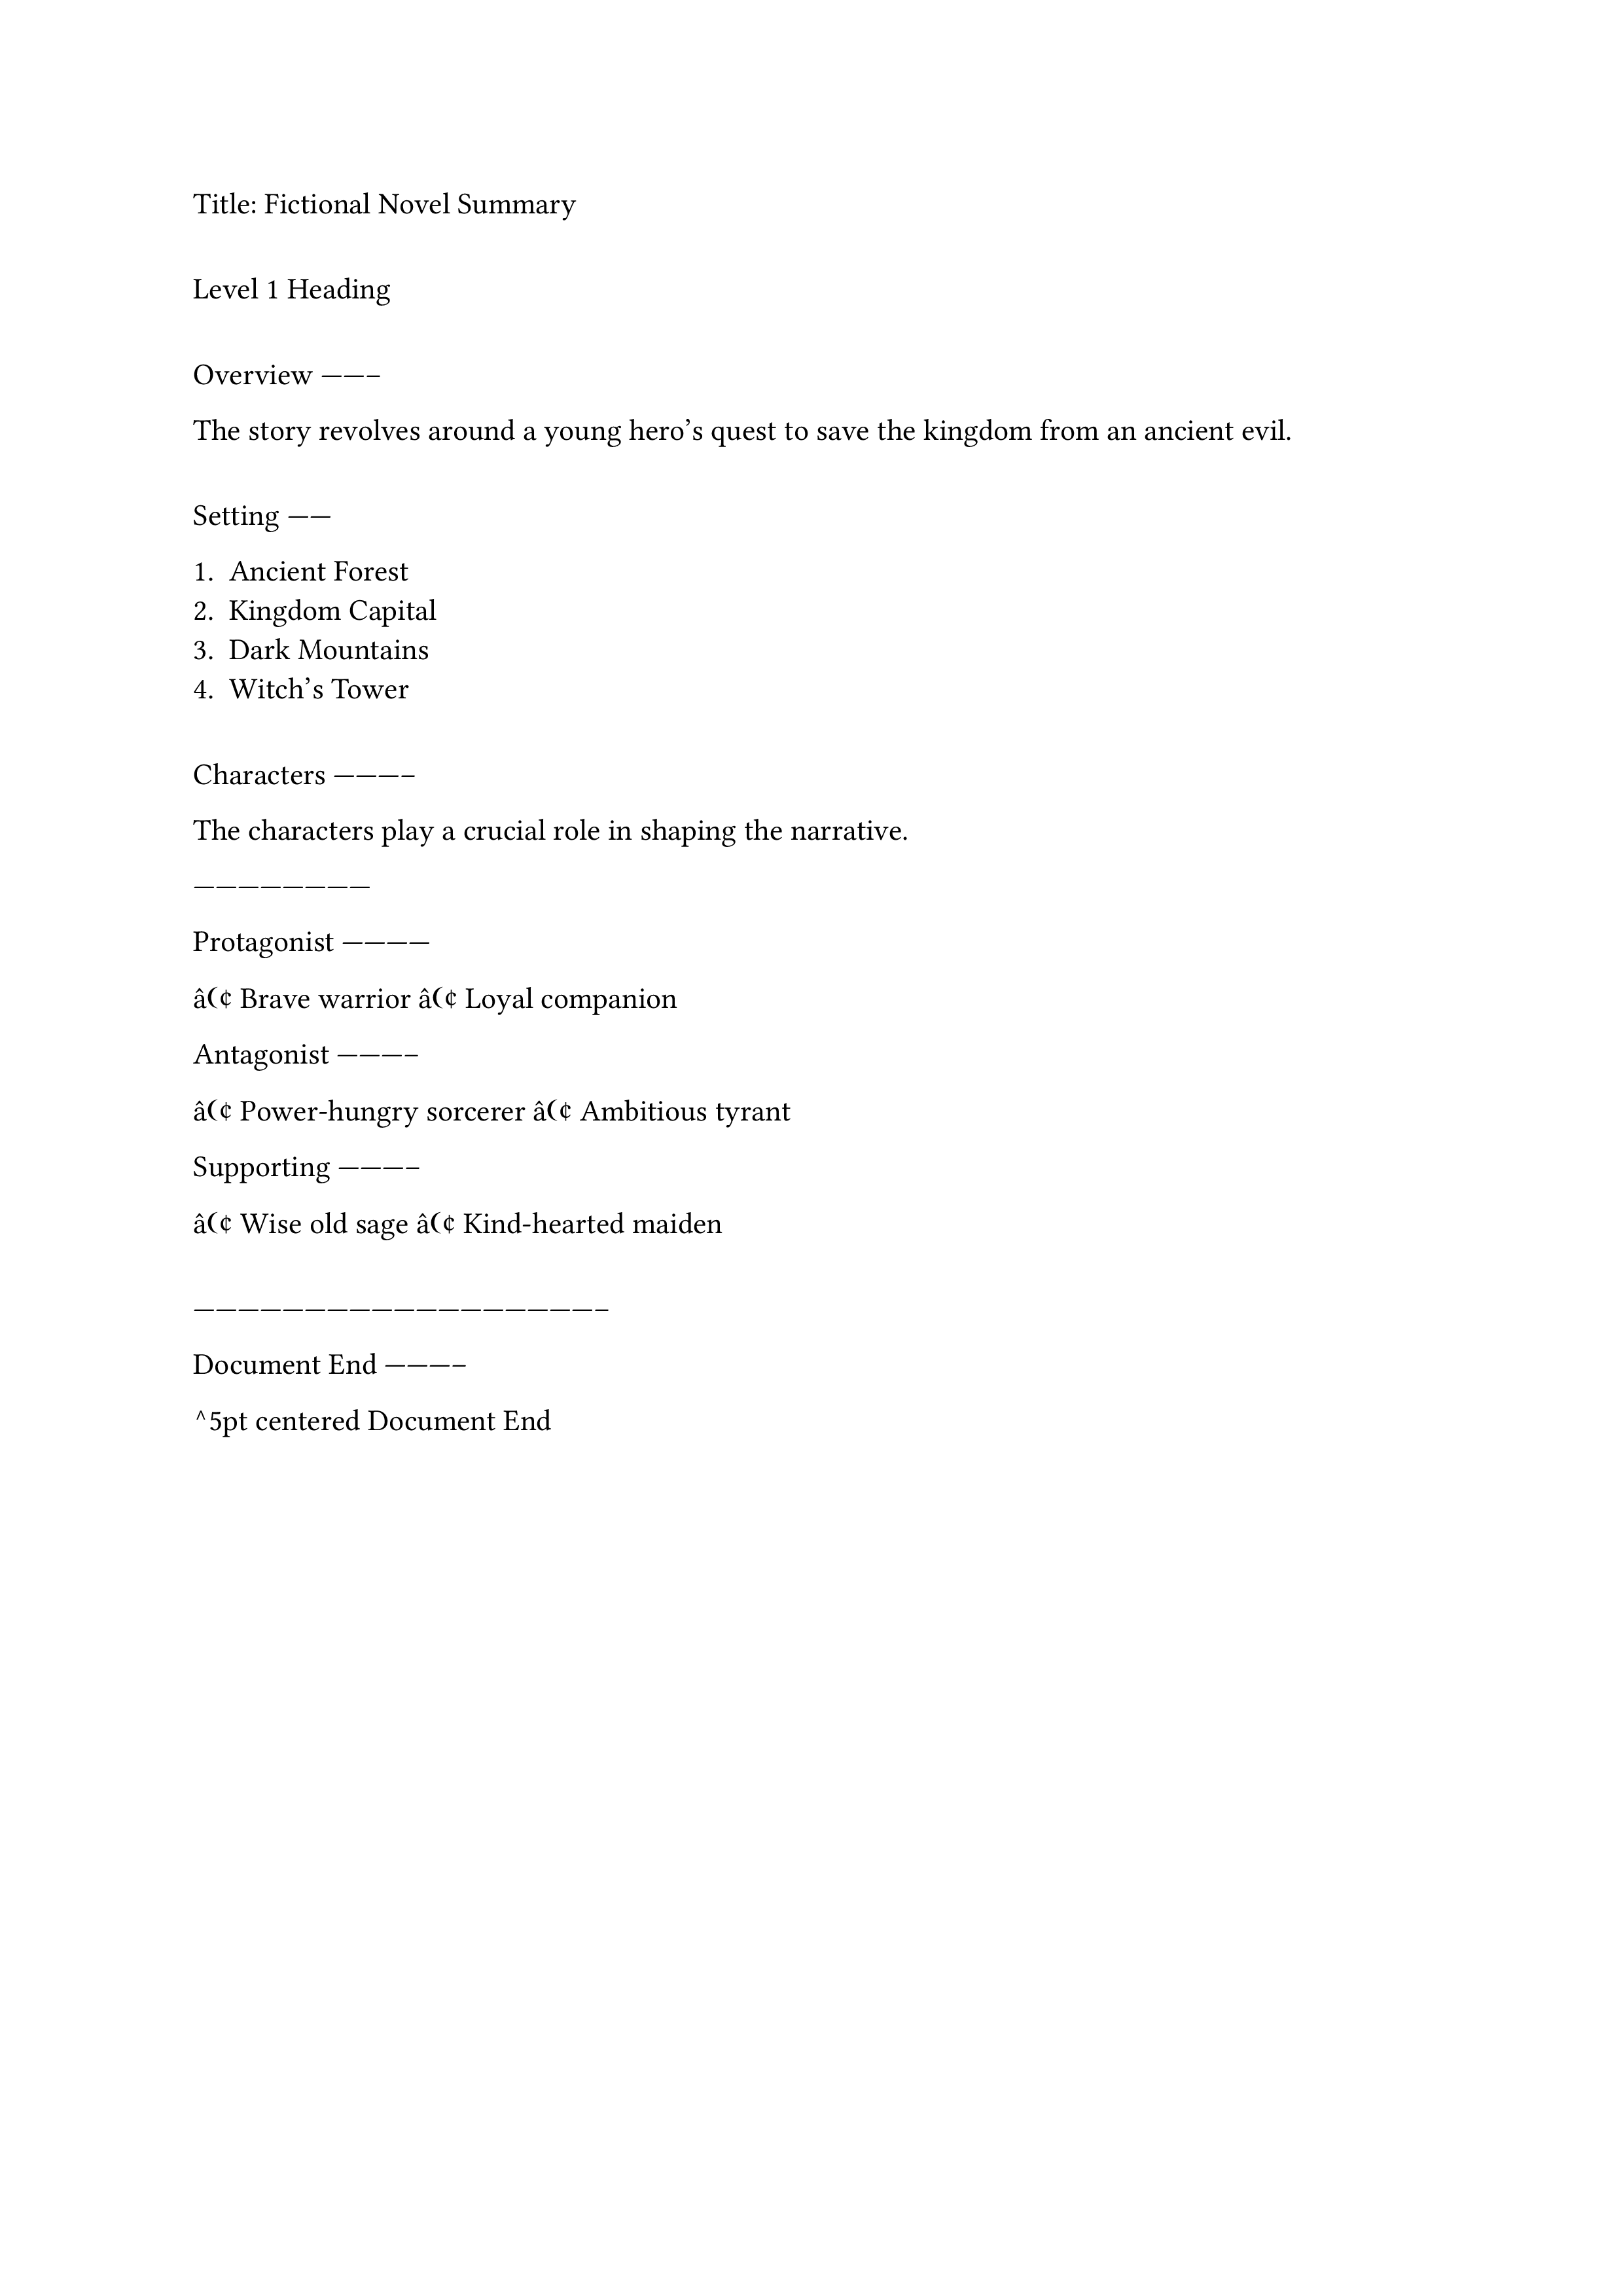 Title: Fictional Novel Summary
Level 1 Heading
Overview ——–
The story revolves around a young hero’s quest to save the kingdom from an ancient evil.
Setting ——
1. Ancient Forest
2. Kingdom Capital
3. Dark Mountains
4. Witch’s Tower
Characters ———–
The characters play a crucial role in shaping the narrative.
————————
Protagonist ————
â(¢ Brave warrior â(¢ Loyal companion
Antagonist ———–
â(¢ Power-hungry sorcerer â(¢ Ambitious tyrant
Supporting ———–
â(¢ Wise old sage â(¢ Kind-hearted maiden
——————————————————–
Document End ———–
^5pt centered Document End